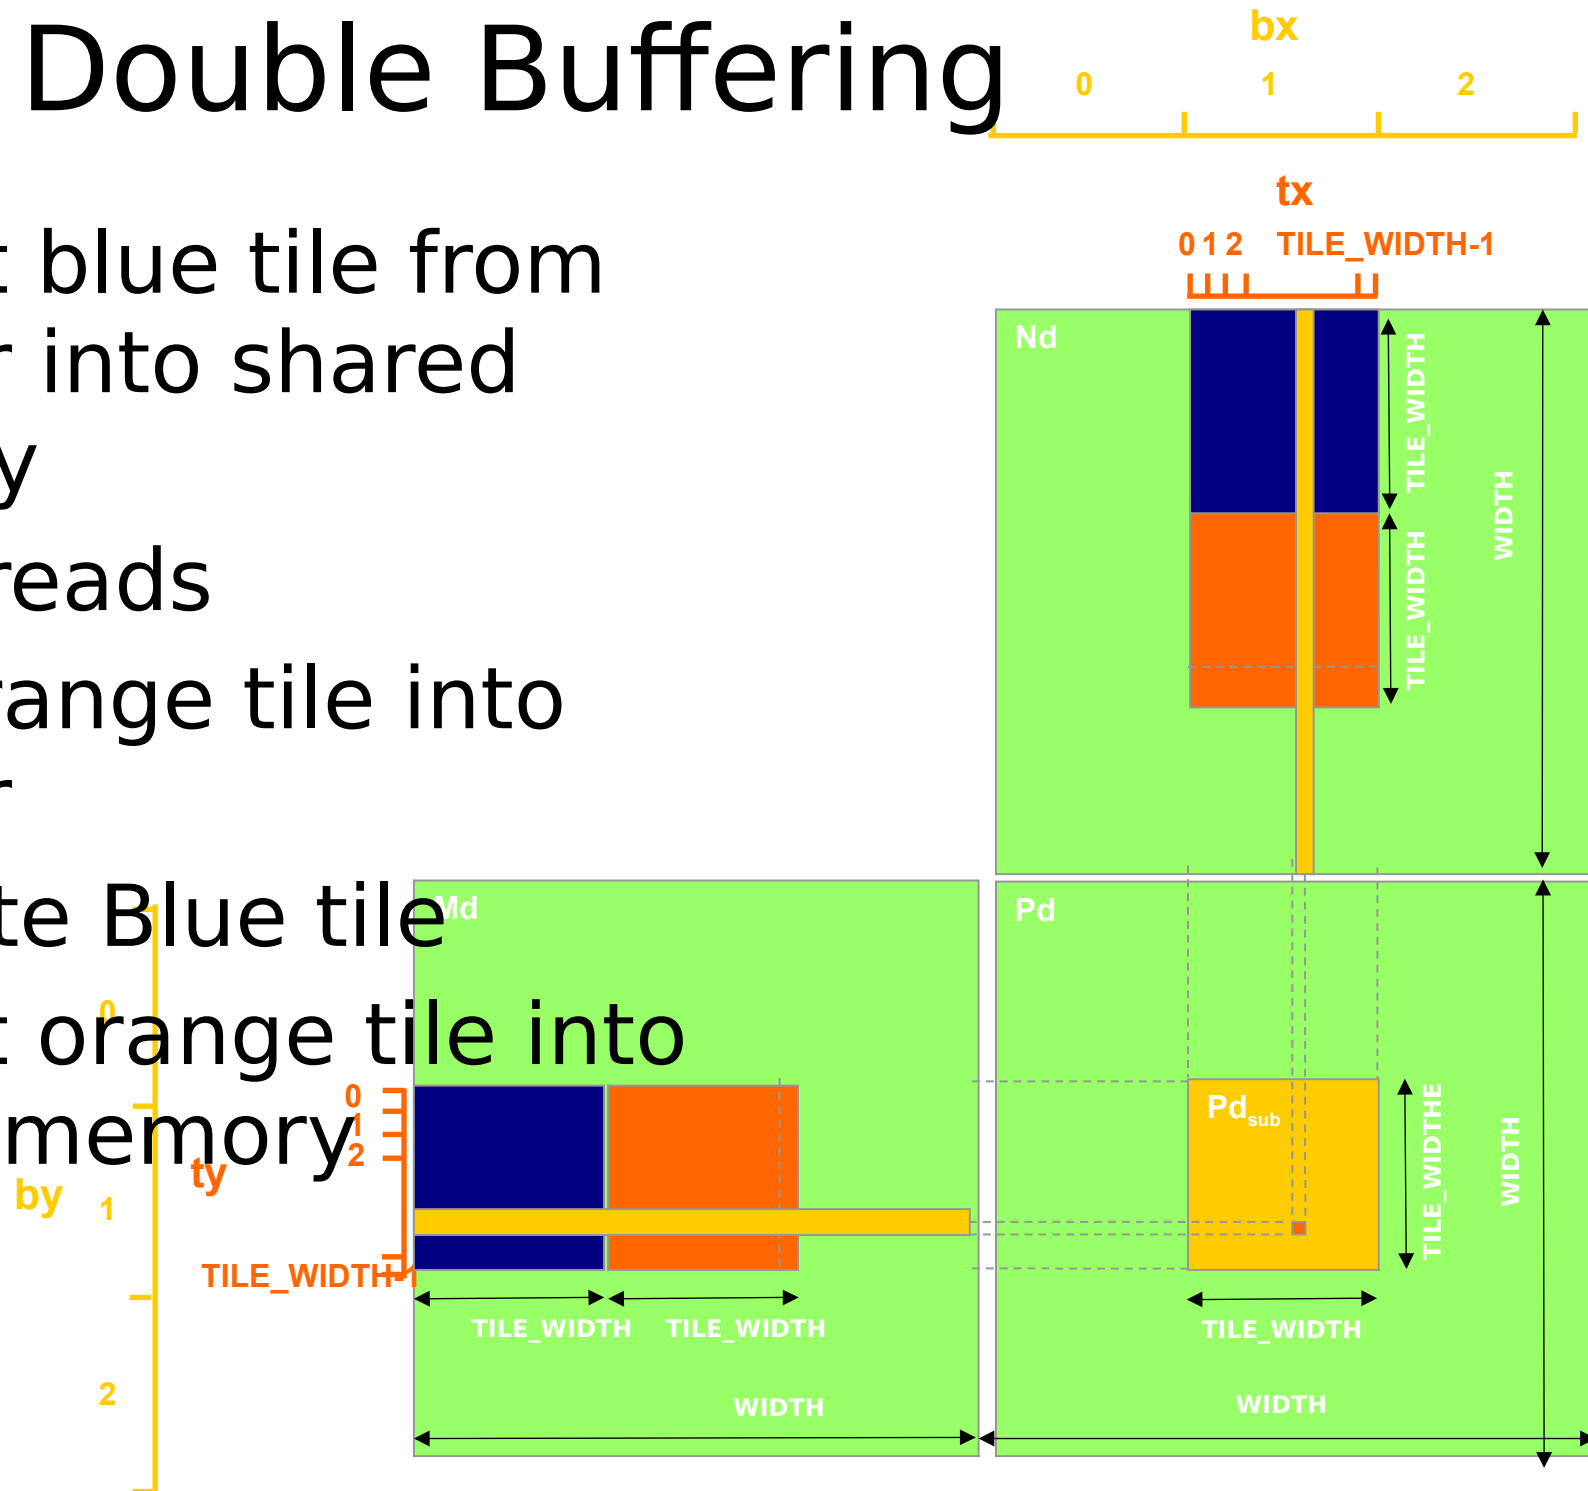 Double Buffering
bx
0 1 2
tx
0 1 2 TILE_WIDTH-1
t blue tile from
r into shared
y
reads
range tile into
r
te Blue tile
t orange tile into
memory
Nd
TILE_WIDTH
TILE_WIDTH
WIDTH
Md
Pd
by
0
1
2
ty
0
1
2
TILE_WIDTH-1
TILE_WIDTH TILE_WIDTH
WIDTH
Pdsub
TILE_WIDTHE
WIDTH
TILE_WIDTH
WIDTH